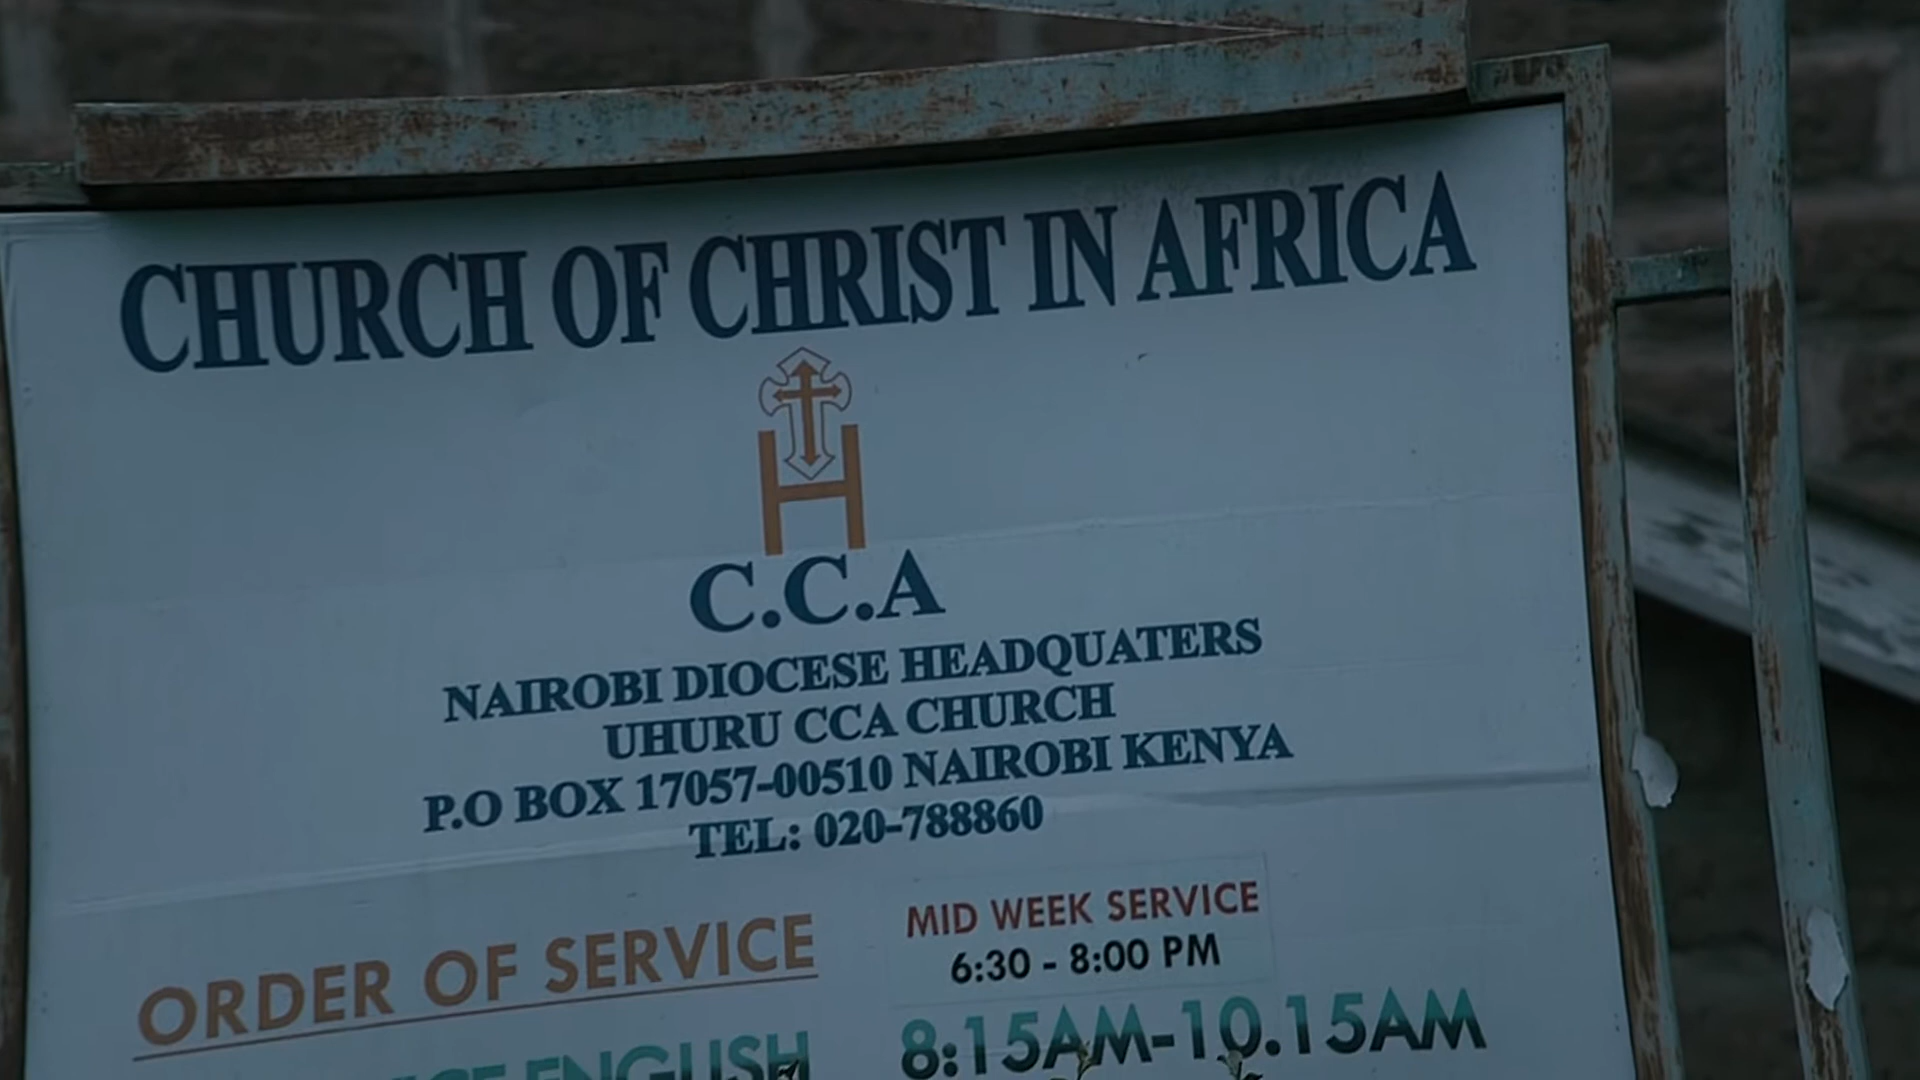 CHURCH OF CHRIST IN AFRICA
H
C.C.A
NAIROBI DIOCESE HEADQUATERS
UHURU CCA CHURCH
P.O BOX 17057-00510 NAIROBI KENYA
TEL: 020-788860
ORDER OF SERVICE
MID WEEK SERVICE
6:30 - 8:00 PM
ENGLISH 8:15AM-10.15AM